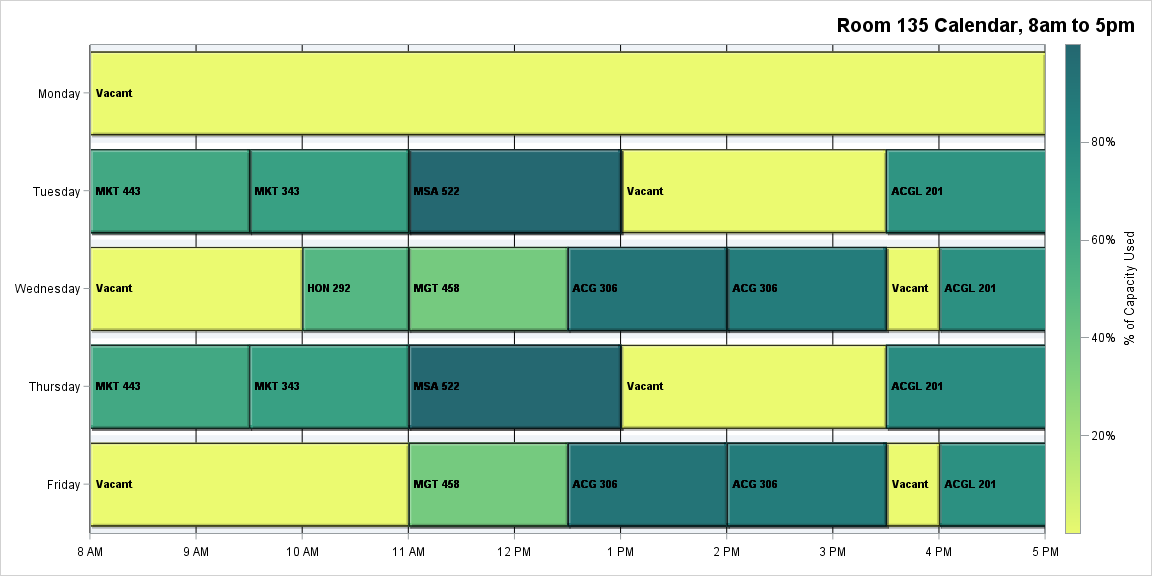 Room 135 Calendar, 8am to 5pm
Monday
Vacant
Tuesday
MKT 443
MKT 343
MSA 522
Vacant
ACGL 201
Wednesday
Vacant
HON 292
MGT 458
ACG 306
ACG 306
Vacant
ACGL 201
Thursday
MKT 443
MKT 343
MSA 522
Vacant
ACGL 201
Friday
Vacant
MGT 458
ACG 306
ACG 306
Vacant
ACGL 201
8 AM
9 AM
10 AM
11 AM
12 PM
1 PM
2 PM
3 PM
4 PM
5 PM
80%
60%
40%
20%
% of Capacity Used